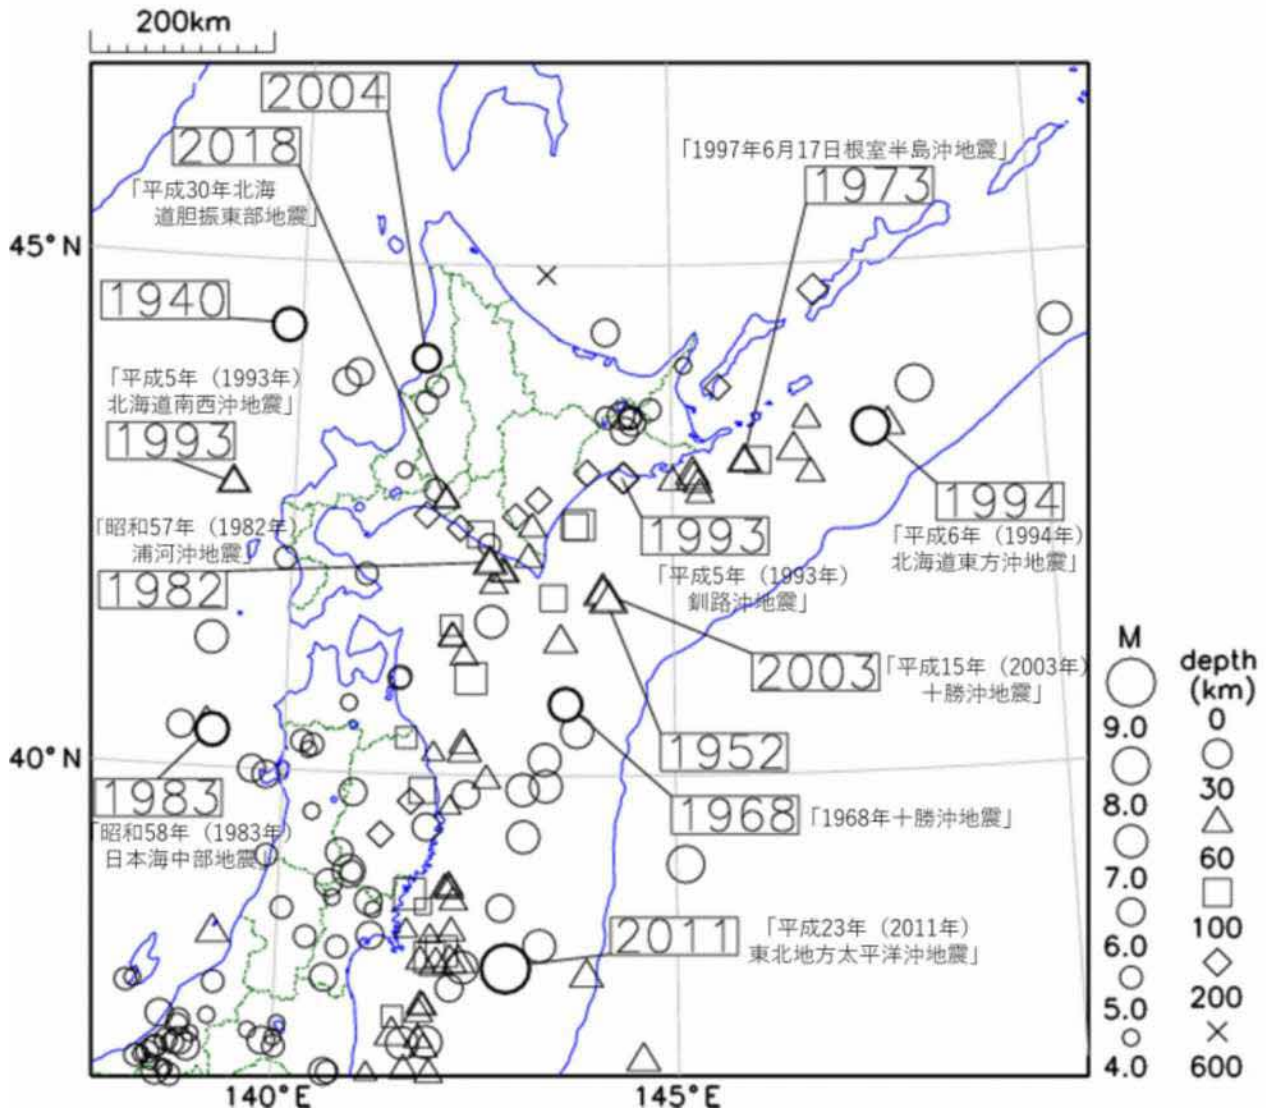 200km
2004
2018
「平成30年北海
道胆振東部地震」
「1997年6月17日根室半島沖地震」
1973
45°N
1940
「平成5年（1993年）
北海道南西沖地震」
1993
1994
「平成6年（1994年）
北海道東方沖地震」
「昭和57年（1982年）
浦河沖地震」
1982
1993
「平成5年（1993年）
釧路沖地震」
2003
「平成15年（2003年）
十勝沖地震」
1952
40°N
1983
「昭和58年（1983年）
日本海中部地震」
1968
「1968年十勝沖地震」
2011
「平成23年（2011年）
東北地方太平洋沖地震」
140°E
145°E
M
9.0
8.0
7.0
6.0
5.0
4.0
depth
(km)
0
30
60
100
200
600